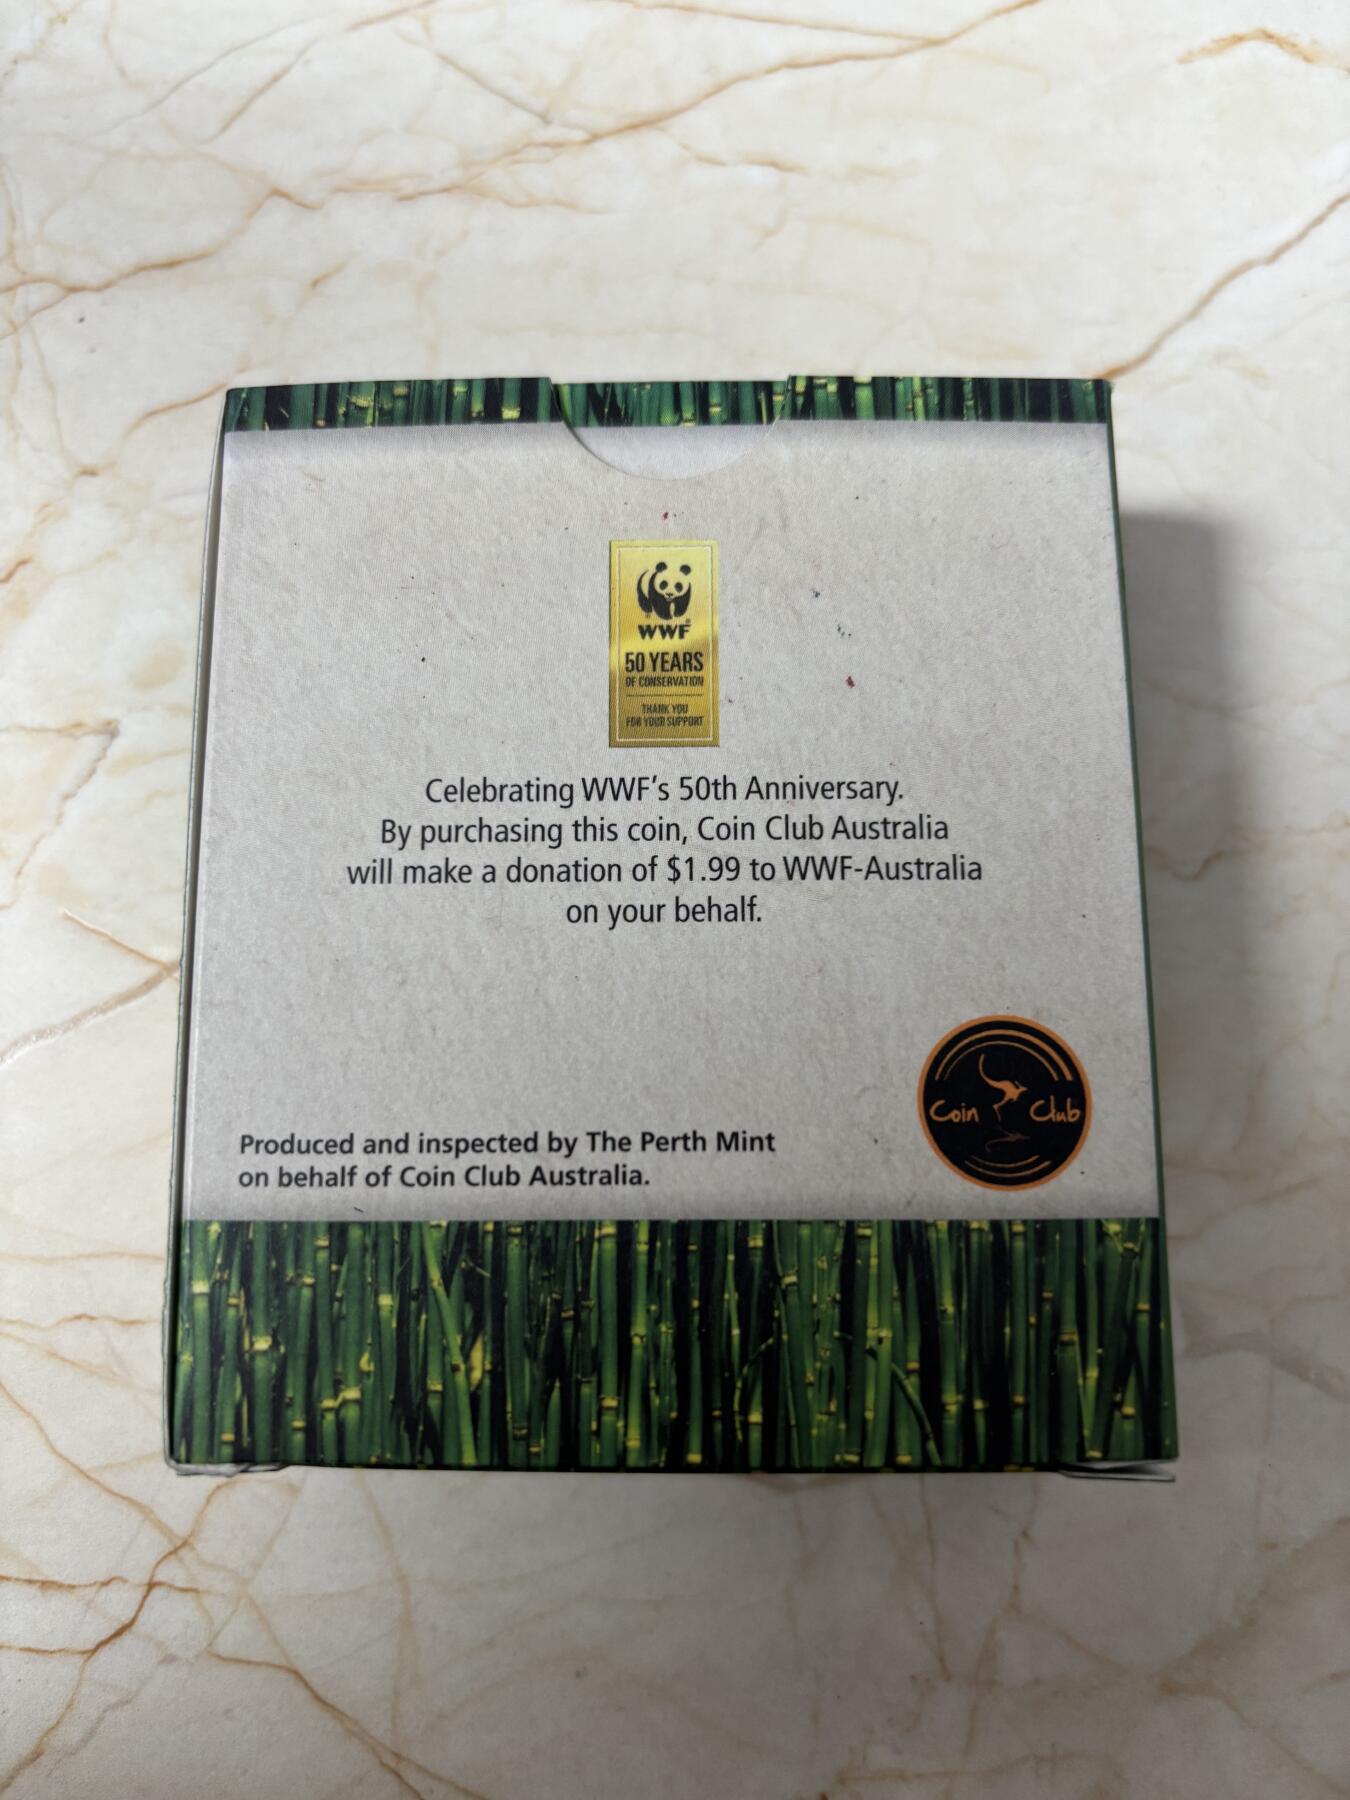 WWF
50 YEARS
OF CONSERVATION
THANK YOU
FOR YOUR SUPPORT
Celebrating WWF's 50th Anniversary.
By purchasing this coin, Coin Club Australia
will make a donation of $1.99 to WWF-Australia
on your behalf.
Coin Club
Produced and inspected by The Perth Mint
on behalf of Coin Club Australia.